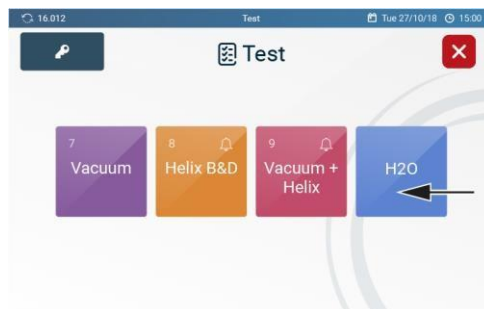 16.012
Test
Tue 27/10/18
15:00
Test
7
Vacuum
8
Helix B&D
9
Vacuum +
Helix
H2O